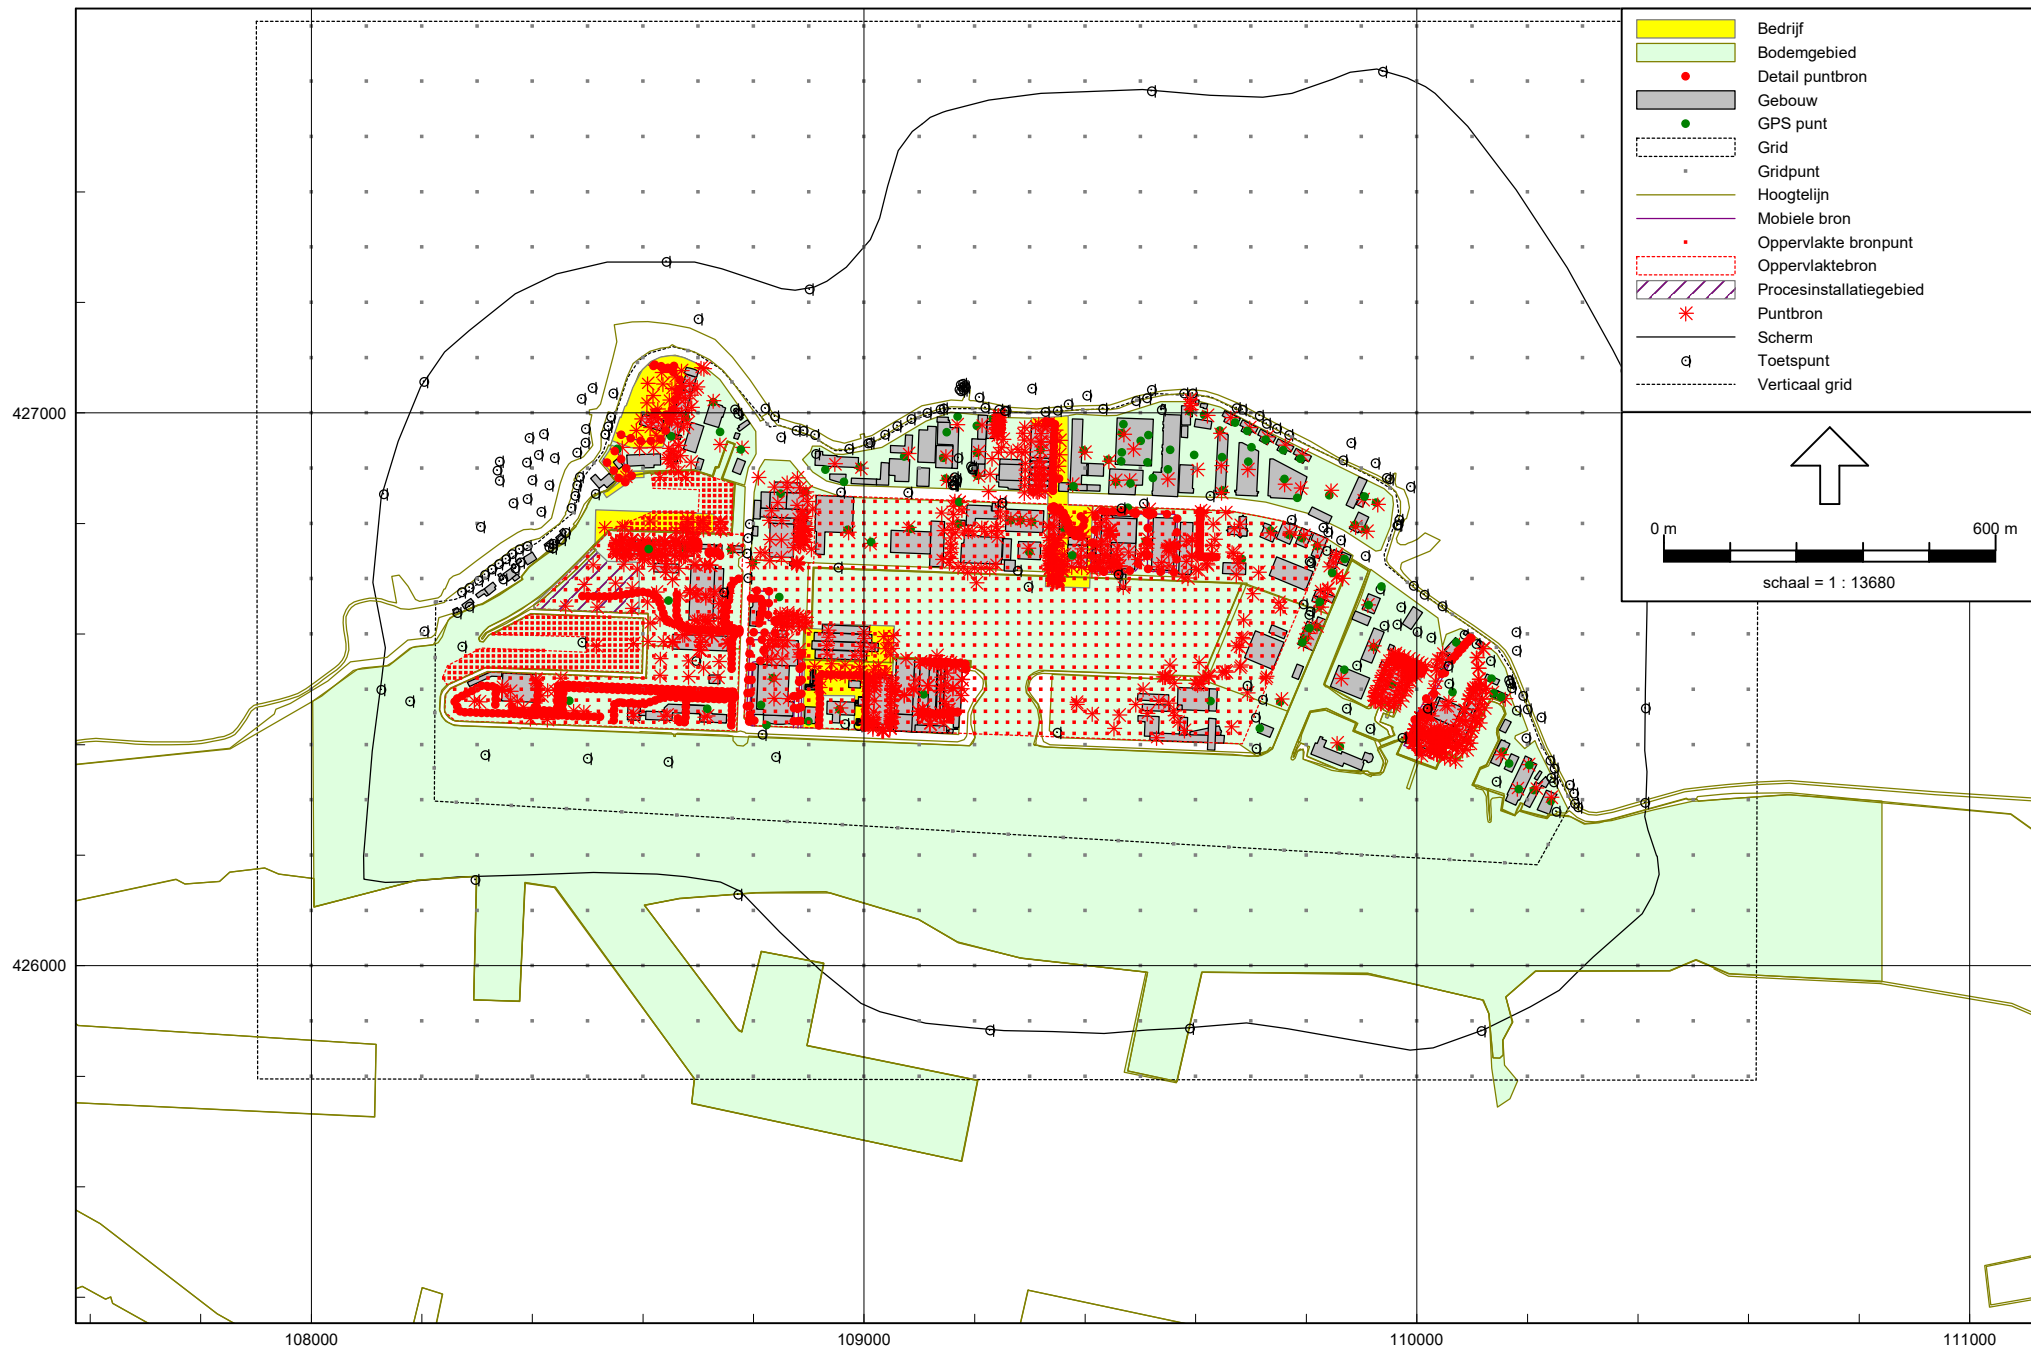 Bedrijf
Bodemgebied
Detail puntbron
Gebouw
GPS punt
Grid
Gridpunt
Hoogtelijn
Mobiele bron
Oppervlakte bronpunt
Oppervlaktebron
Procesinstallatiegebied
Puntbron
Scherm
Toetspunt
Verticaal grid
0 m 600 m
schaal = 1 : 13680
427000
426000
108000 109000 110000 111000